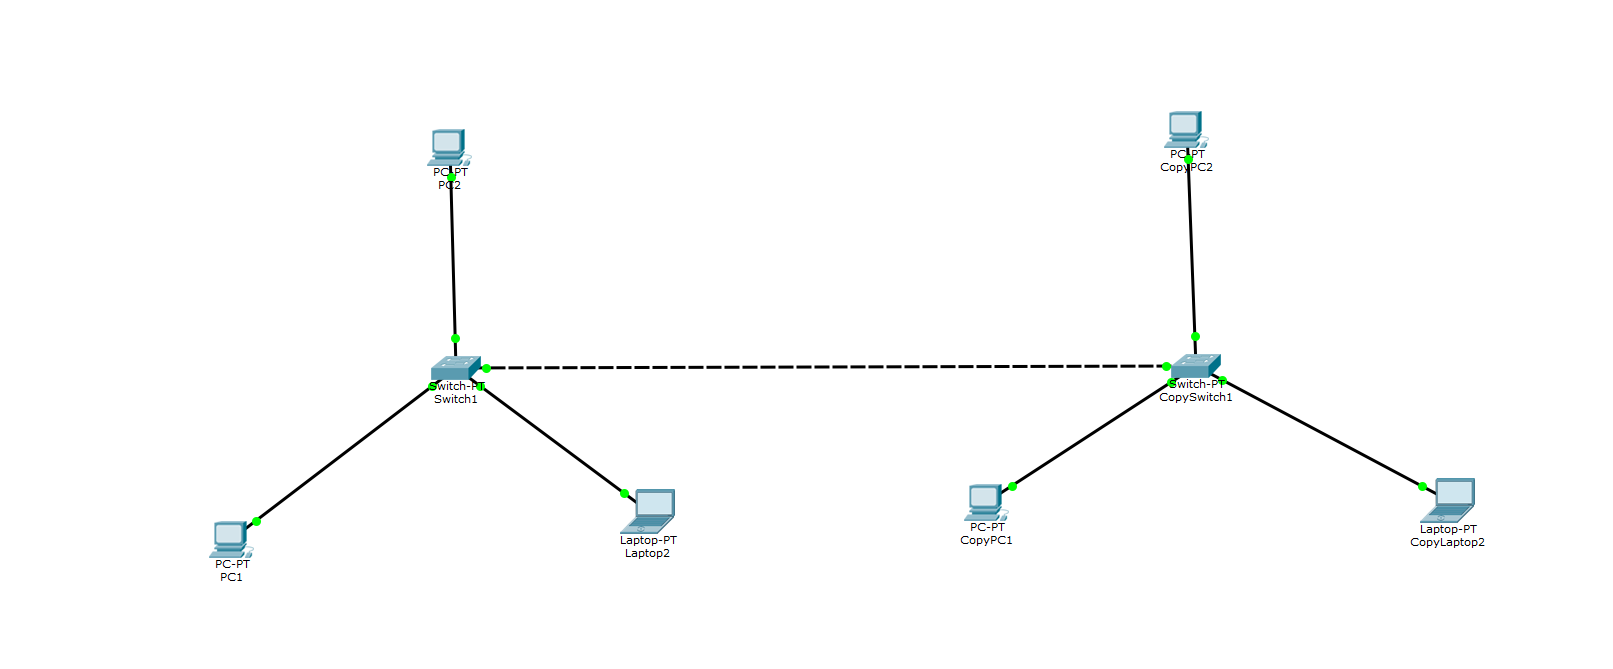 PC-PT
PC2
PC-PT
CopyPC2
Switch-PT
Switch1
Switch-PT
CopySwitch1
PC-PT
PC1
Laptop-PT
Laptop2
PC-PT
CopyPC1
Laptop-PT
CopyLaptop2